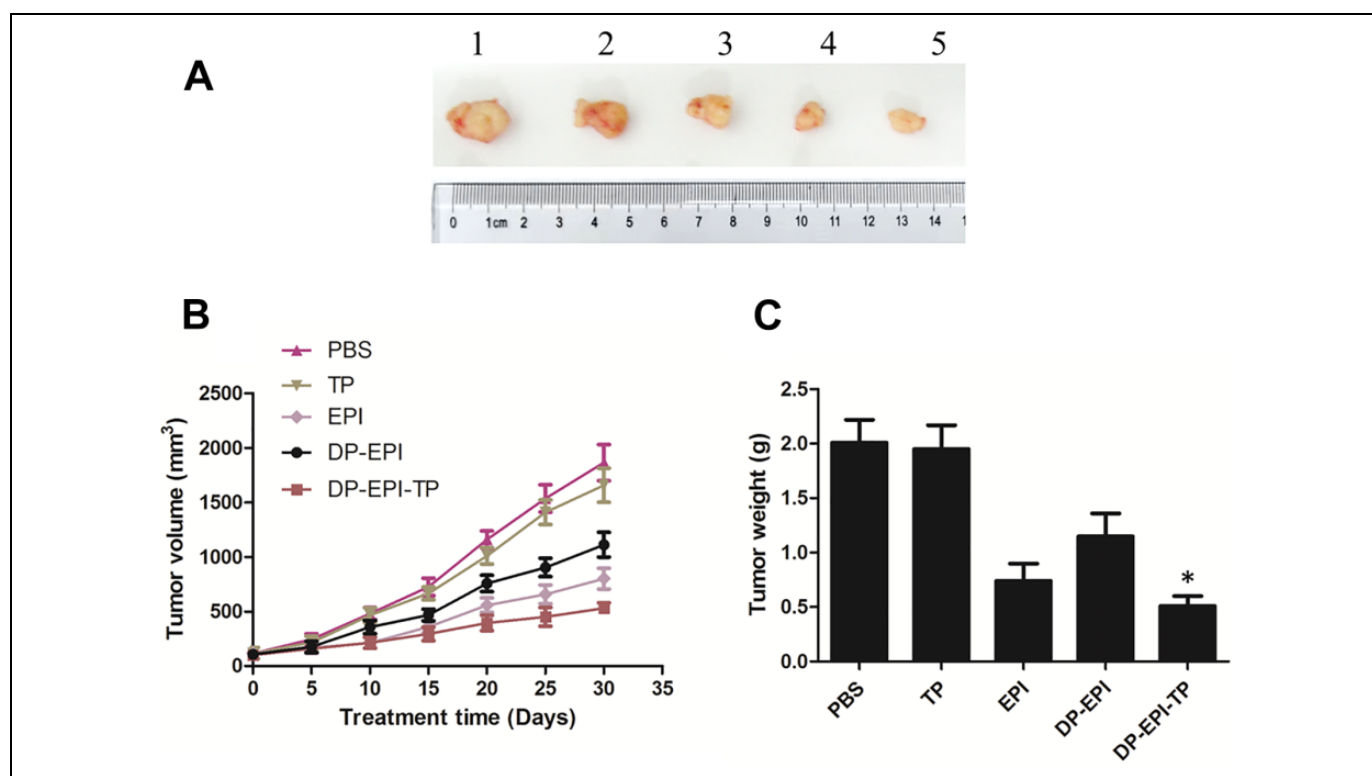 1 2 3 4 5
A
0 1cm 2 3 4 5 6 7 8 9 10 11 12 13 14
B
PBS
TP
EPI
DP-EPI
DP-EPI-TP
Tumor volume (mm³)
2500
2000
1500
1000
500
0
0 5 10 15 20 25 30 35
Treatment time (Days)
C
Tumor weight (g)
2.5
2.0
1.5
1.0
0.5
0.0
*
PBS TP EPI DP-EPI DP-EPI-TP